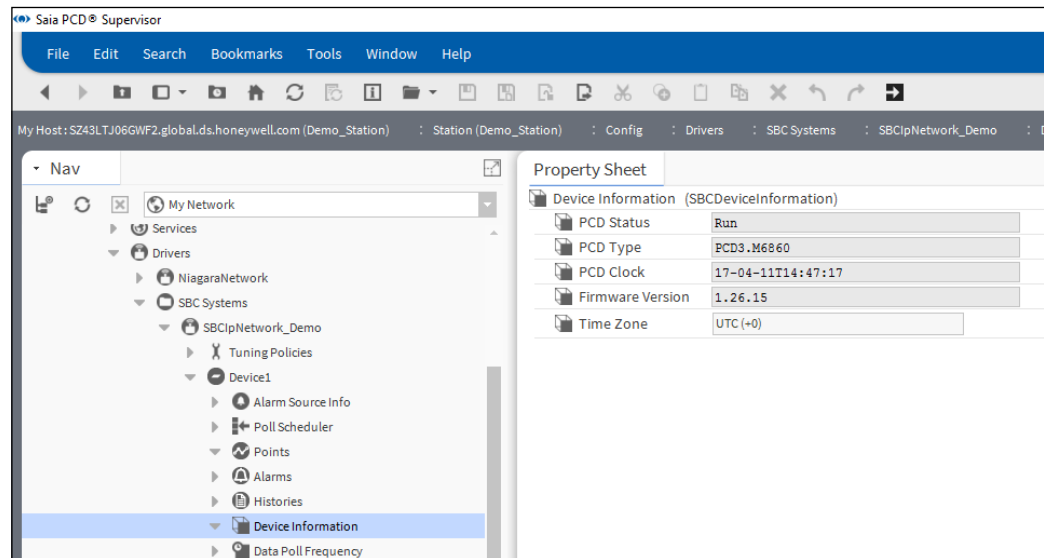 Saia PCD® Supervisor
File Edit Search Bookmarks Tools Window Help
My Host : SZ43LTJ06GWF2.global.ds.honeywell.com (Demo_Station) : Station (Demo_Station) : Config : Drivers : SBC Systems : SBCIpNetwork_Demo :
Nav
My Network
Services
Drivers
NiagaraNetwork
SBC Systems
SBCIpNetwork_Demo
Tuning Policies
Device1
Alarm Source Info
Poll Scheduler
Points
Alarms
Histories
Device Information
Data Poll Frequency
Property Sheet
Device Information (SBCDeviceInformation)
PCD Status Run
PCD Type PCD3.M6860
PCD Clock 17-04-11T14:47:17
Firmware Version 1.26.15
Time Zone UTC (+0)